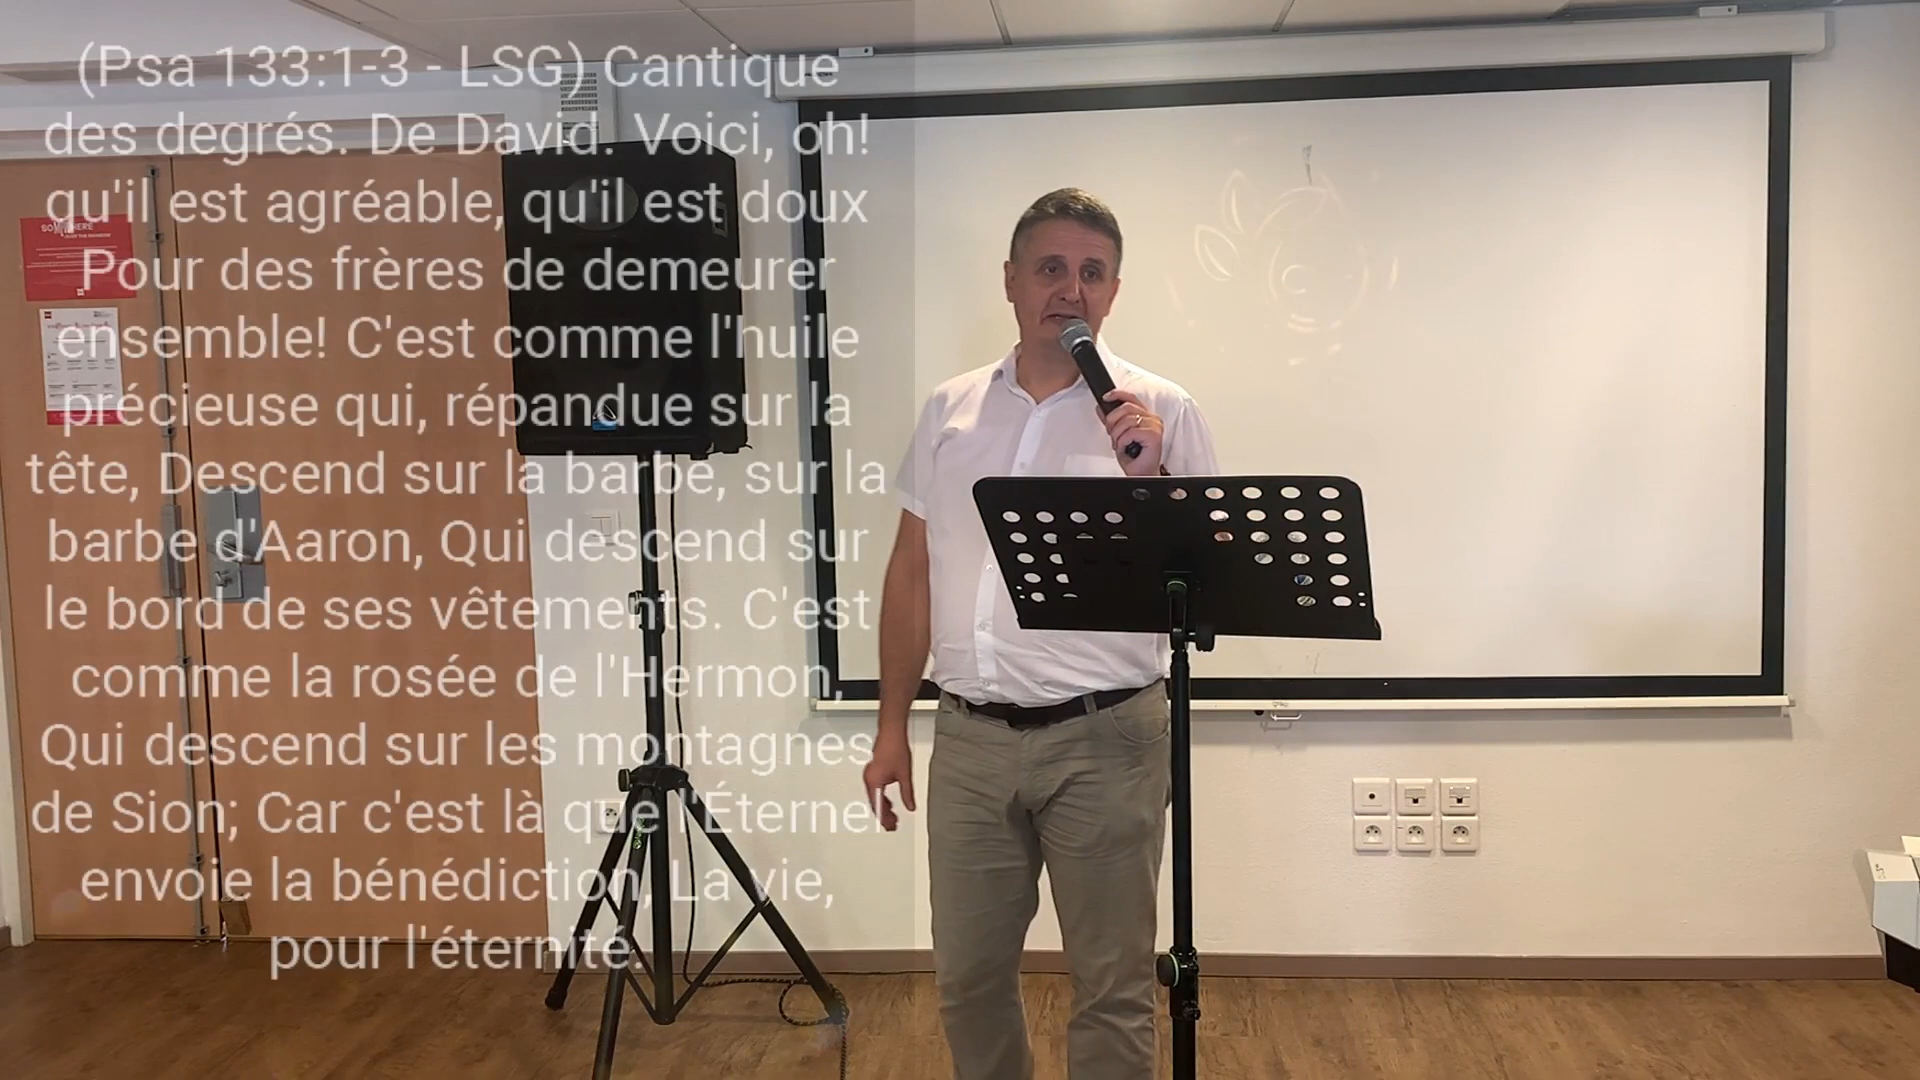 (Psa 133:1-3 - LSG) Cantique
des degrés. De David. Voici, oh!
qu'il est agréable, qu'il est doux
Pour des frères de demeurer
ensemble! C'est comme l'huile
précieuse qui, répandue sur la
tête, Descend sur la barbe, sur la
barbe d'Aaron, Qui descend sur
le bord de ses vêtements. C'est
comme la rosée de l'Hermon,
Qui descend sur les montagnes
de Sion; Car c'est là que l'Éternel
envoie la bénédiction, La vie,
pour l'éternité.